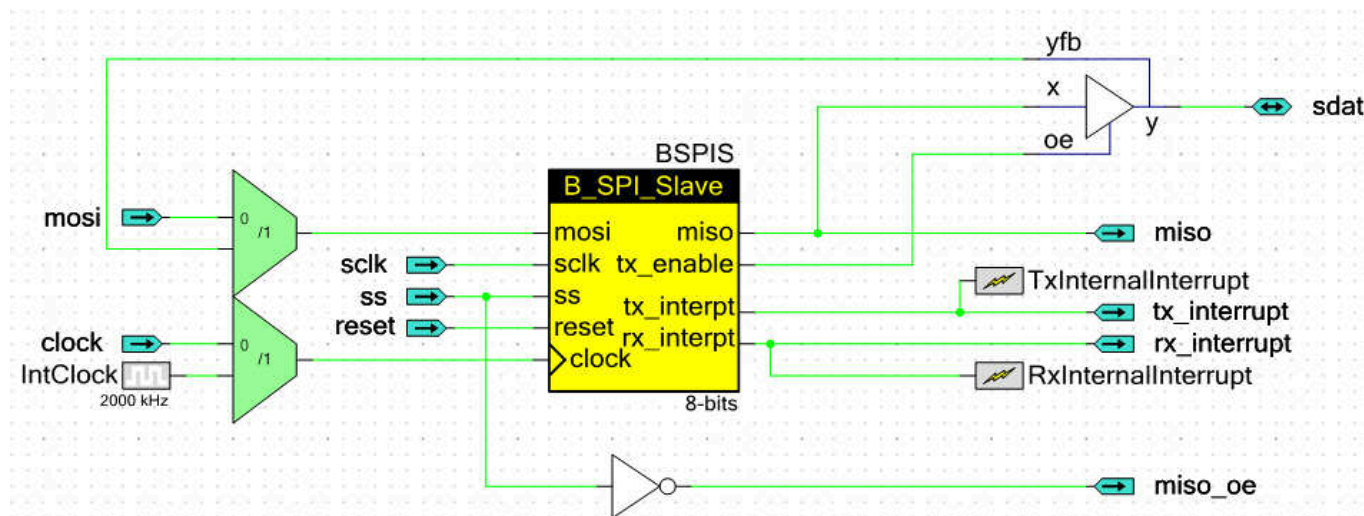 yfb
x
sdat
y
oe
BSPIS
B_SPI_Slave
mosi
0
/1
mosi
miso
miso
sclk
sclk
tx_enable
ss
ss
TxInternalInterrupt
tx_interpt
tx_interrupt
reset
reset
rx_interpt
rx_interrupt
clock
0
/1
clock
IntClock
2000 kHz
RxInternalInterrupt
8-bits
miso_oe